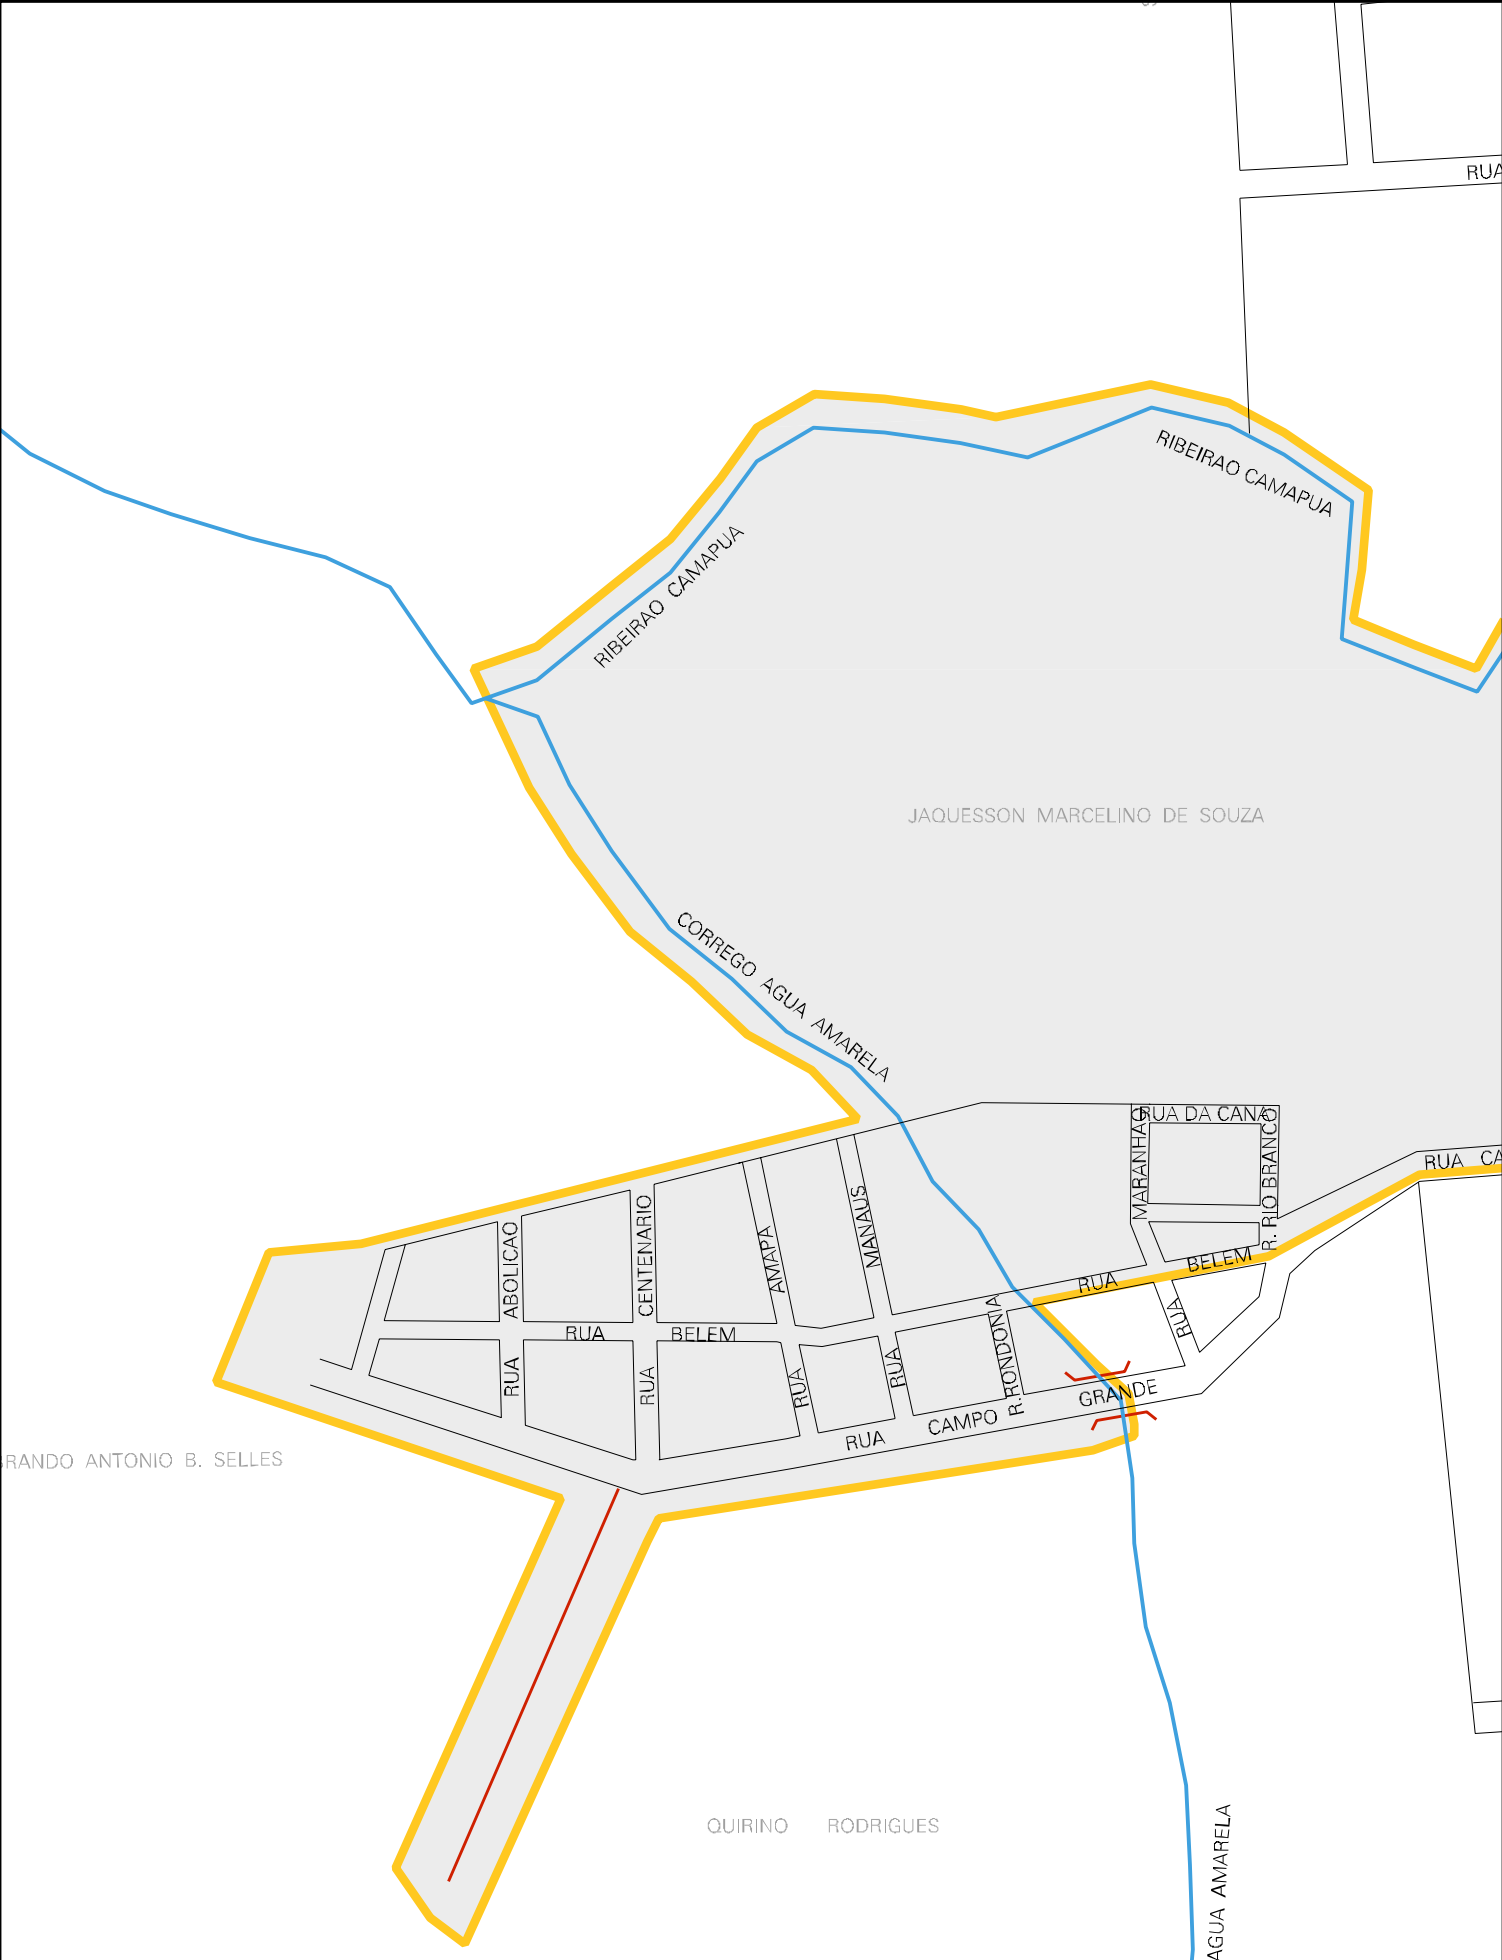 RUA
RIBEIRAO CAMAPUA
RIBEIRAO CAMAPUA
JAQUESSON MARCELINO DE SOUZA
CORREGO AGUA AMARELA
RUA DA CANA
MARANHAO
R. RIO BRANCO
RUA CA
ABOLICAO
CENTENARIO
AMAPA
MANAUS
RUA BELEM
RUA BELEM
RUA
RUA
RUA
RUA
RUA
R.RONDONIA
RUA CAMPO GRANDE
RANDO ANTONIO B. SELLES
QUIRINO RODRIGUES
AGUA AMARELA